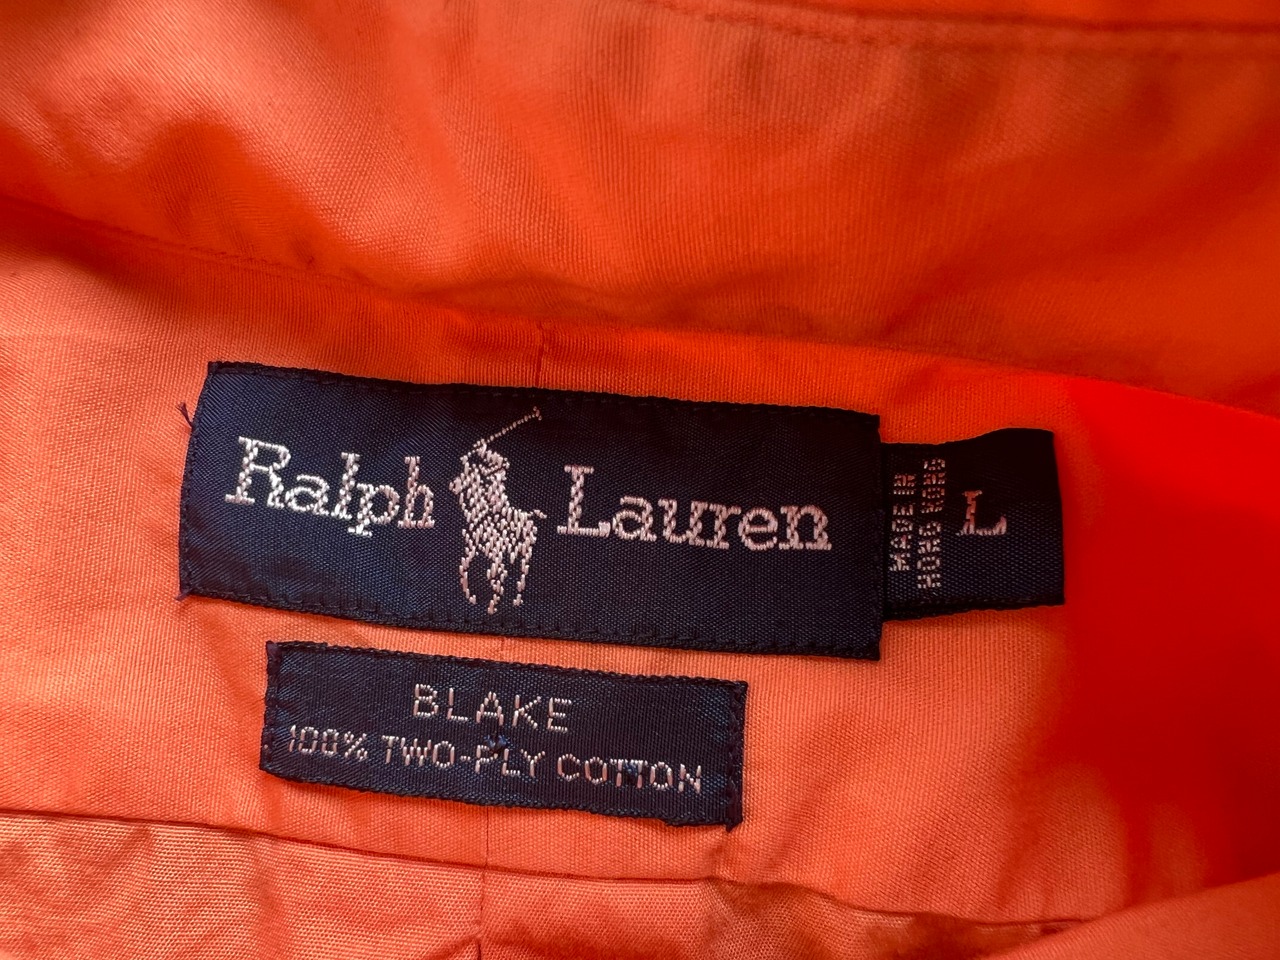 Ralph Lauren
MADE IN
HONG KONG
L
BLAKE
100% TWO-PLY COTTON